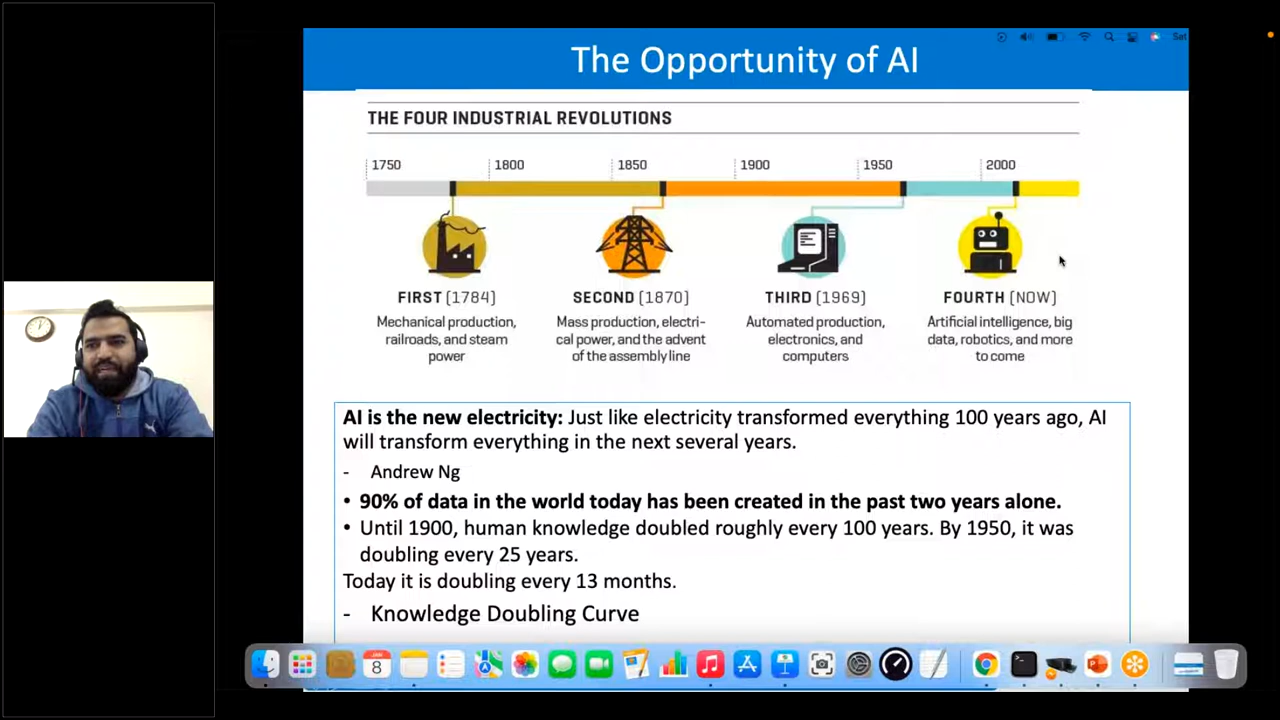 Sat
The Opportunity of AI
THE FOUR INDUSTRIAL REVOLUTIONS
1750 1800 1850 1900 1950 2000
FIRST (1784)
Mechanical production,
railroads, and steam
power
SECOND (1870)
Mass production, electri-
cal power, and the advent
of the assembly line
THIRD (1969)
Automated production,
electronics, and
computers
FOURTH (NOW)
Artificial intelligence, big
data, robotics, and more
to come
AI is the new electricity: Just like electricity transformed everything 100 years ago, AI
will transform everything in the next several years.
- Andrew Ng
• 90% of data in the world today has been created in the past two years alone.
• Until 1900, human knowledge doubled roughly every 100 years. By 1950, it was
doubling every 25 years.
Today it is doubling every 13 months.
- Knowledge Doubling Curve
JAN
8